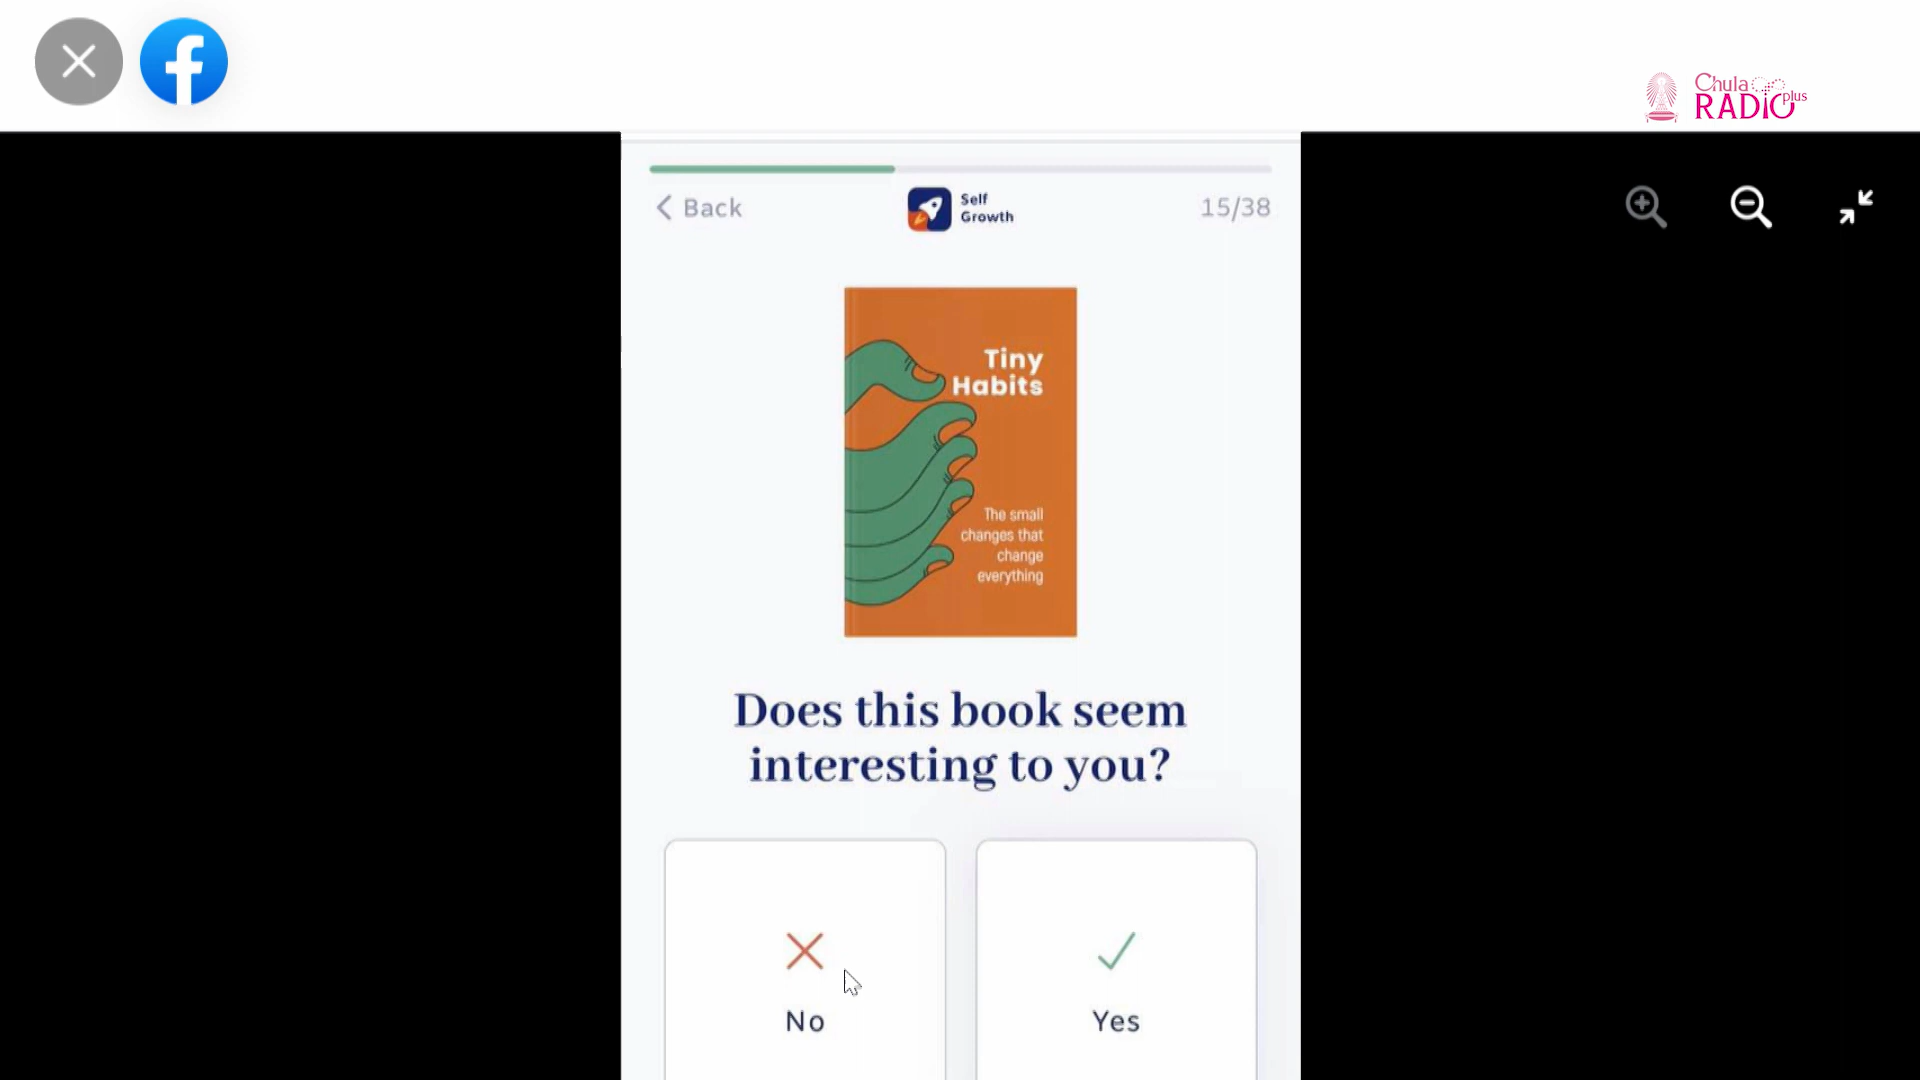 Chula
RADIO plus
Back
Self
Growth
15/38
Tiny
Habits
The small
changes that
change
everything
Does this book seem
interesting to you?
No
Yes